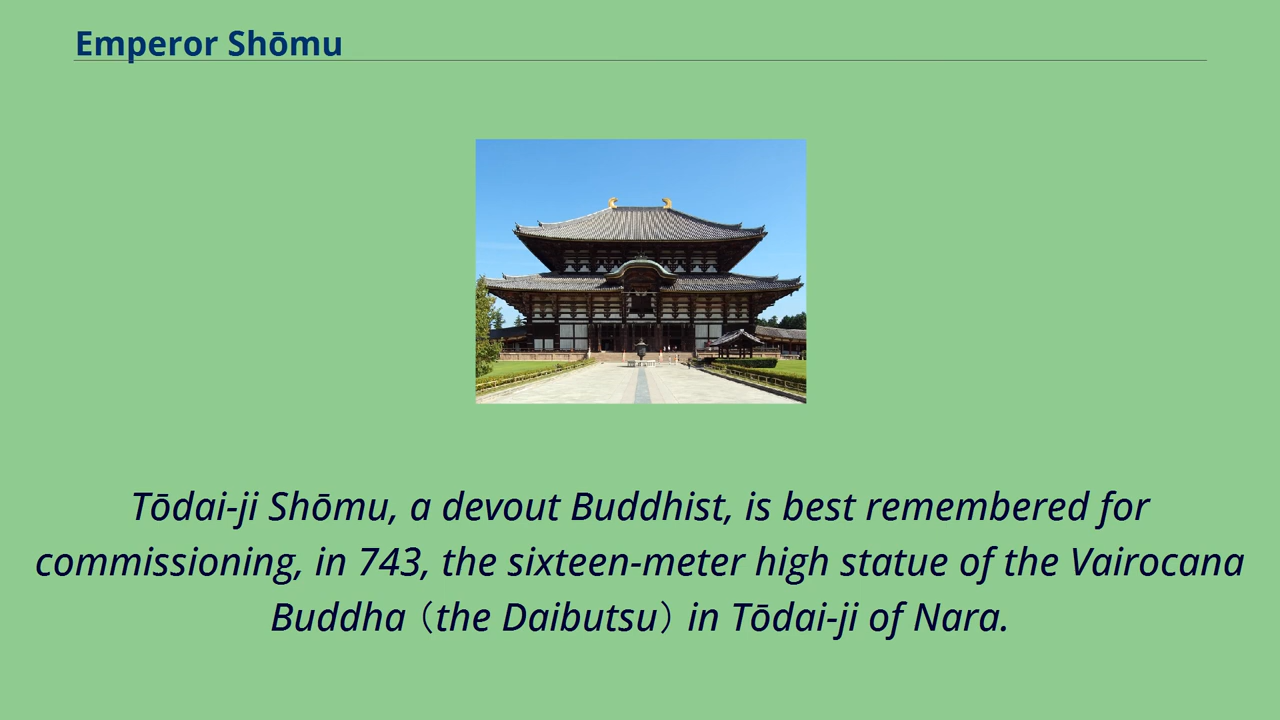 Emperor Shōmu
Tōdai-ji Shōmu, a devout Buddhist, is best remembered for
commissioning, in 743, the sixteen-meter high statue of the Vairocana
Buddha（the Daibutsu）in Tōdai-ji of Nara.